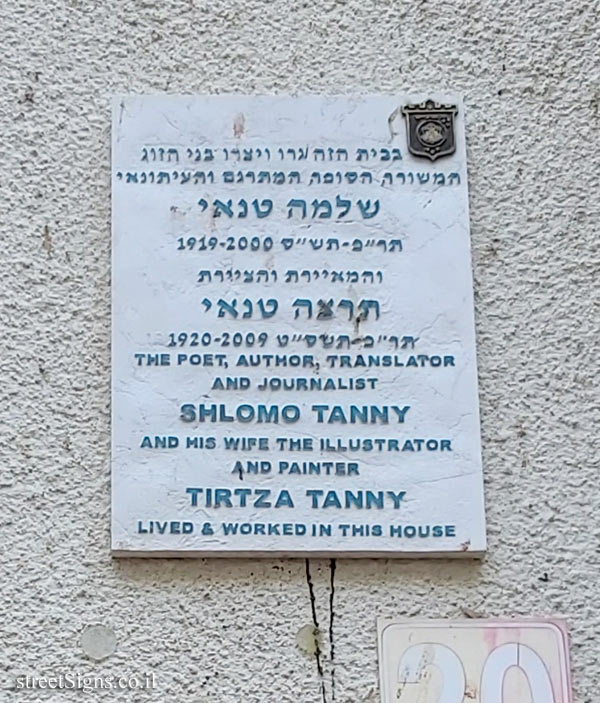 בבית הזה גרו ויצרו בני הזוג
המשורר, הסופר, המתרגם והעיתונאי
שלמה טנאי
תר"פ-תש"ס 1919-2000
והמאיירת והציירת
תרצה טנאי
תר"פ-תשס"ט 1920-2009
THE POET, AUTHOR, TRANSLATOR
AND JOURNALIST
SHLOMO TANNY
AND HIS WIFE THE ILLUSTRATOR
AND PAINTER
TIRTZA TANNY
LIVED & WORKED IN THIS HOUSE
20
streetSigns.co.il